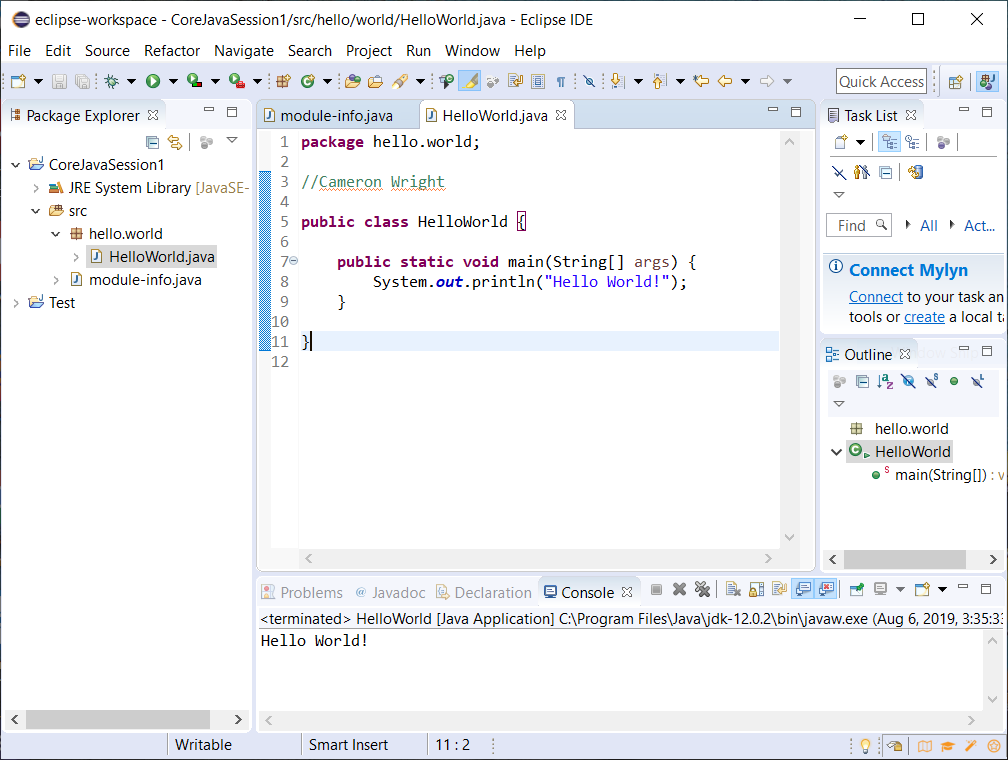 eclipse-workspace - CoreJavaSession1/src/hello/world/HelloWorld.java - Eclipse IDE
File Edit Source Refactor Navigate Search Project Run Window Help
Quick Access
Package Explorer
CoreJavaSession1
JRE System Library [JavaSE-
src
hello.world
HelloWorld.java
module-info.java
Test
module-info.java HelloWorld.java
1 package hello.world;
2
3 //Cameron Wright
4
5 public class HelloWorld {
6
7 public static void main(String[] args) {
8 System.out.println("Hello World!");
9 }
10
11 }
12
Task List
Find All Act...
Connect Mylyn
Connect to your task an
tools or create a local ta
Outline
hello.world
HelloWorld
main(String[]) : v
Problems @ Javadoc Declaration Console
<terminated> HelloWorld [Java Application] C:\Program Files\Java\jdk-12.0.2\bin\javaw.exe (Aug 6, 2019, 3:35:33
Hello World!
Writable Smart Insert 11 : 2